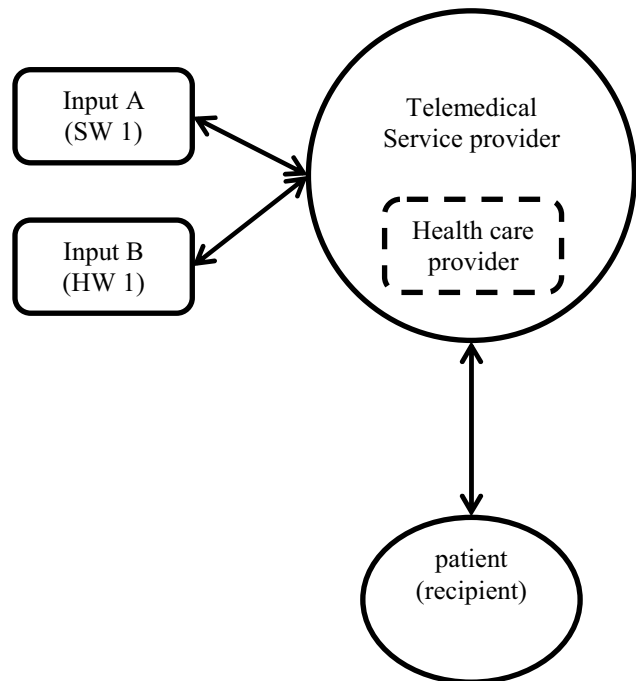 Input A
(SW 1)
Input B
(HW 1)
Telemedical
Service provider
Health care
provider
patient
(recipient)